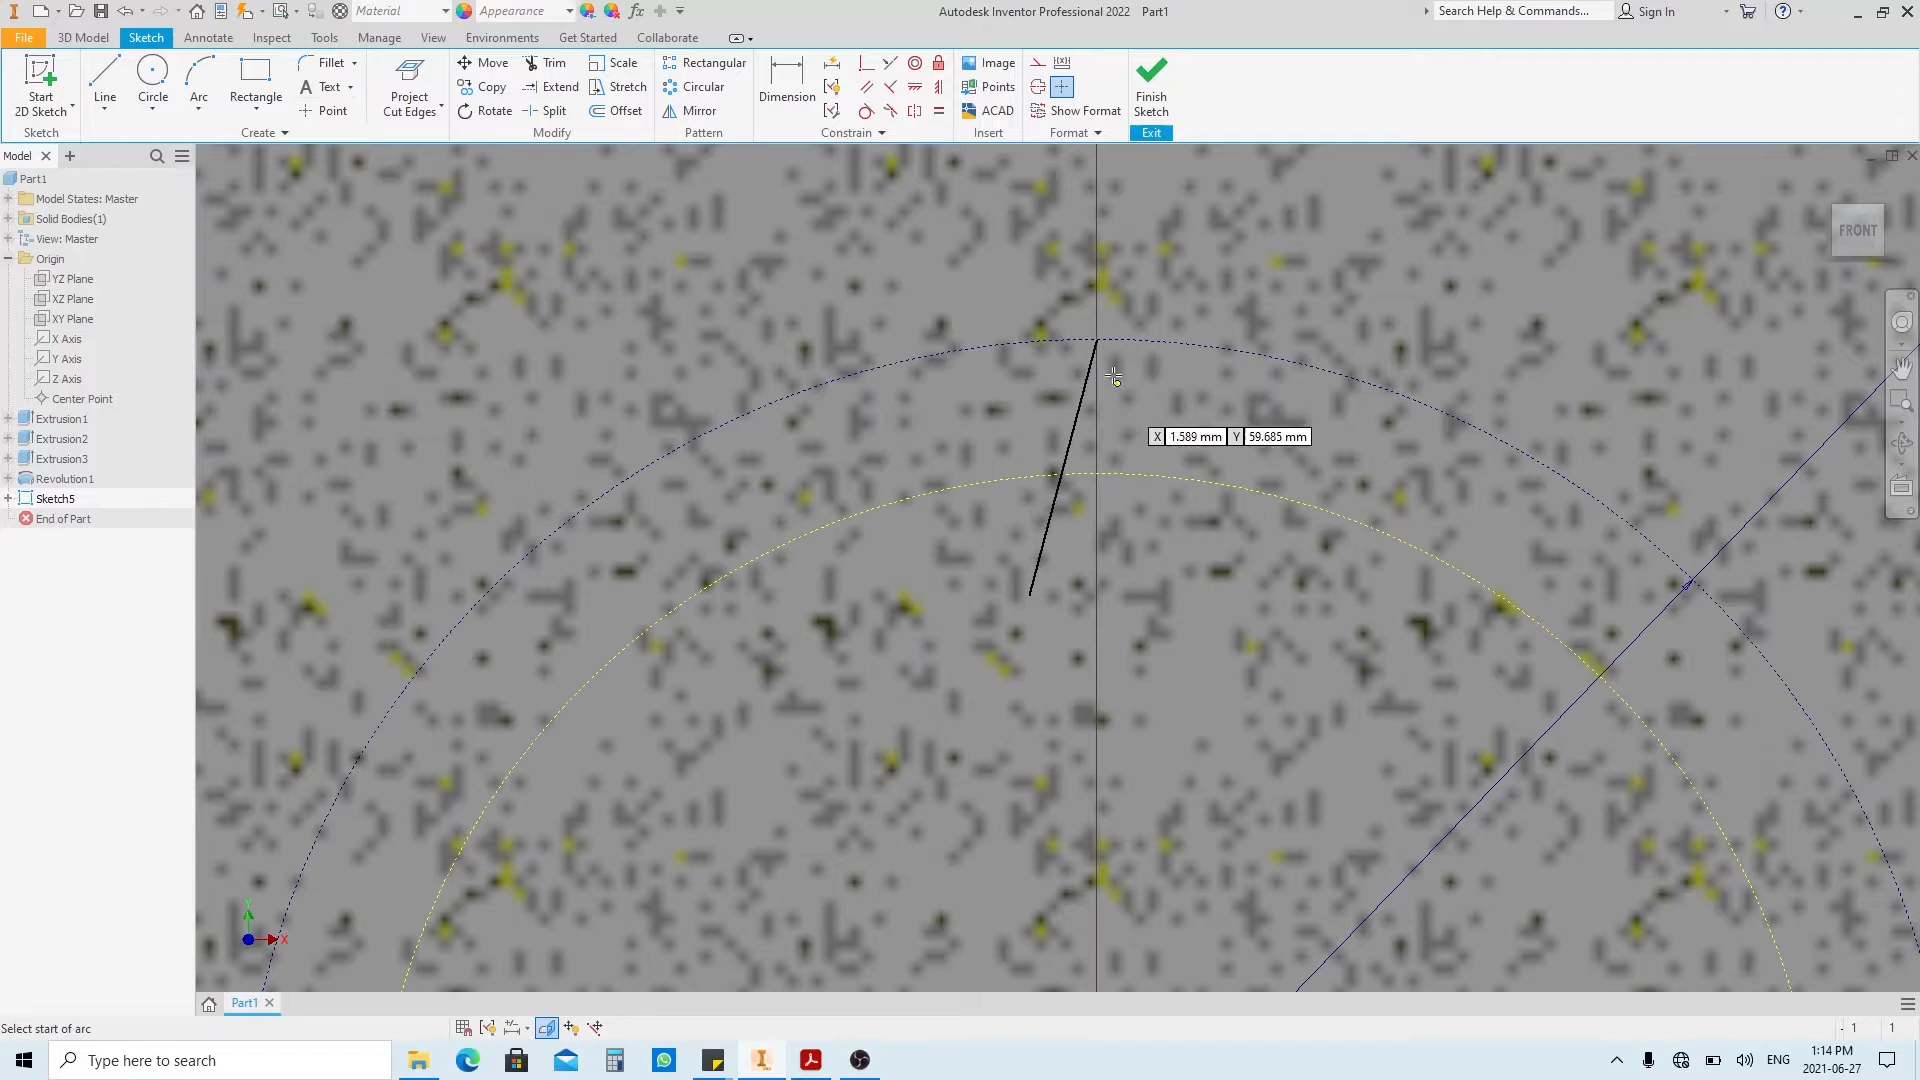 Material
Appearance
fx
Autodesk Inventor Professional 2022 Part1
Search Help & Commands...
Sign In
File
3D Model
Sketch
Annotate
Inspect
Tools
Manage
View
Environments
Get Started
Collaborate
Start
2D Sketch
Line
Circle
Arc
Rectangle
Fillet
Text
Point
Project
Cut Edges
Move
Copy
Rotate
Trim
Extend
Split
Scale
Stretch
Offset
Rectangular
Circular
Mirror
Dimension
Image
Points
ACAD
Show Format
Finish
Sketch
Sketch
Create
Modify
Pattern
Constrain
Insert
Format
Exit
Model
Part1
Model States: Master
Solid Bodies(1)
View: Master
Origin
YZ Plane
XZ Plane
XY Plane
X Axis
Y Axis
Z Axis
Center Point
Extrusion1
Extrusion2
Extrusion3
Revolution1
Sketch5
End of Part
FRONT
X 1.589 mm Y 59.685 mm
Y
X
Part1
Select start of arc
1 1
Type here to search
ENG
1:14 PM
2021-06-27